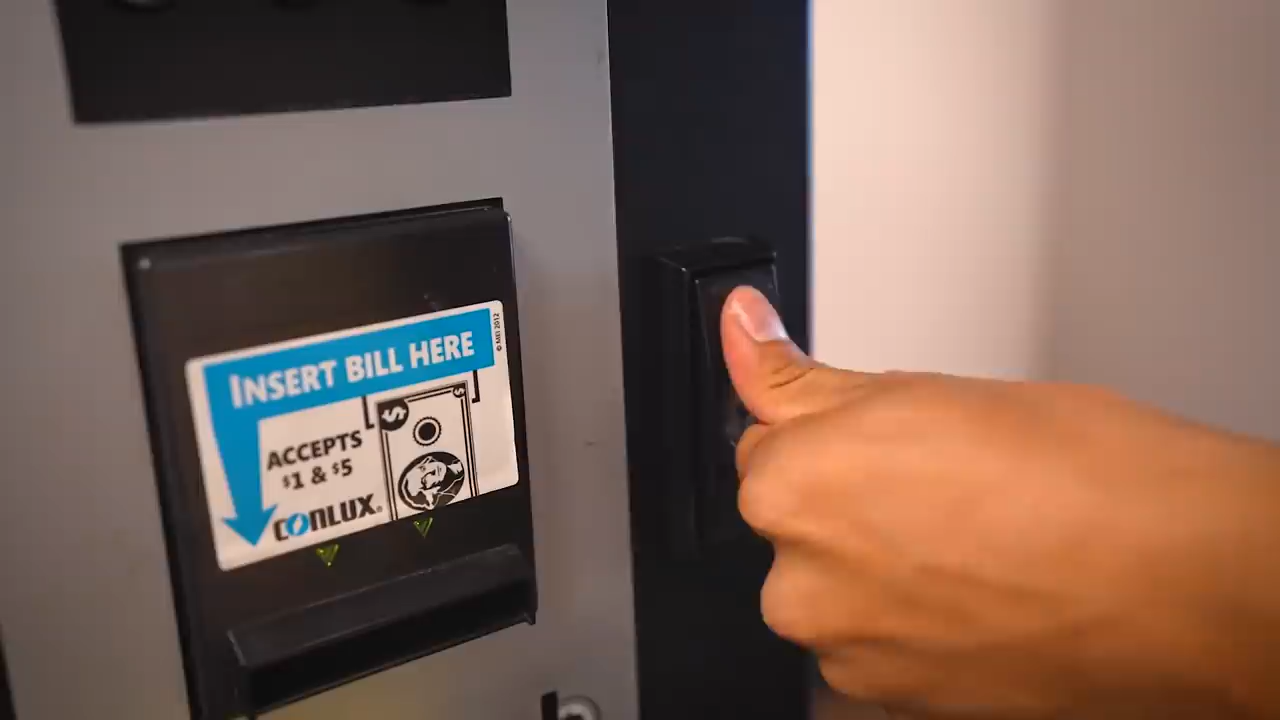 INSERT BILL HERE
© MEI 2012
ACCEPTS
$1 & $5
CONLUX®
$
$